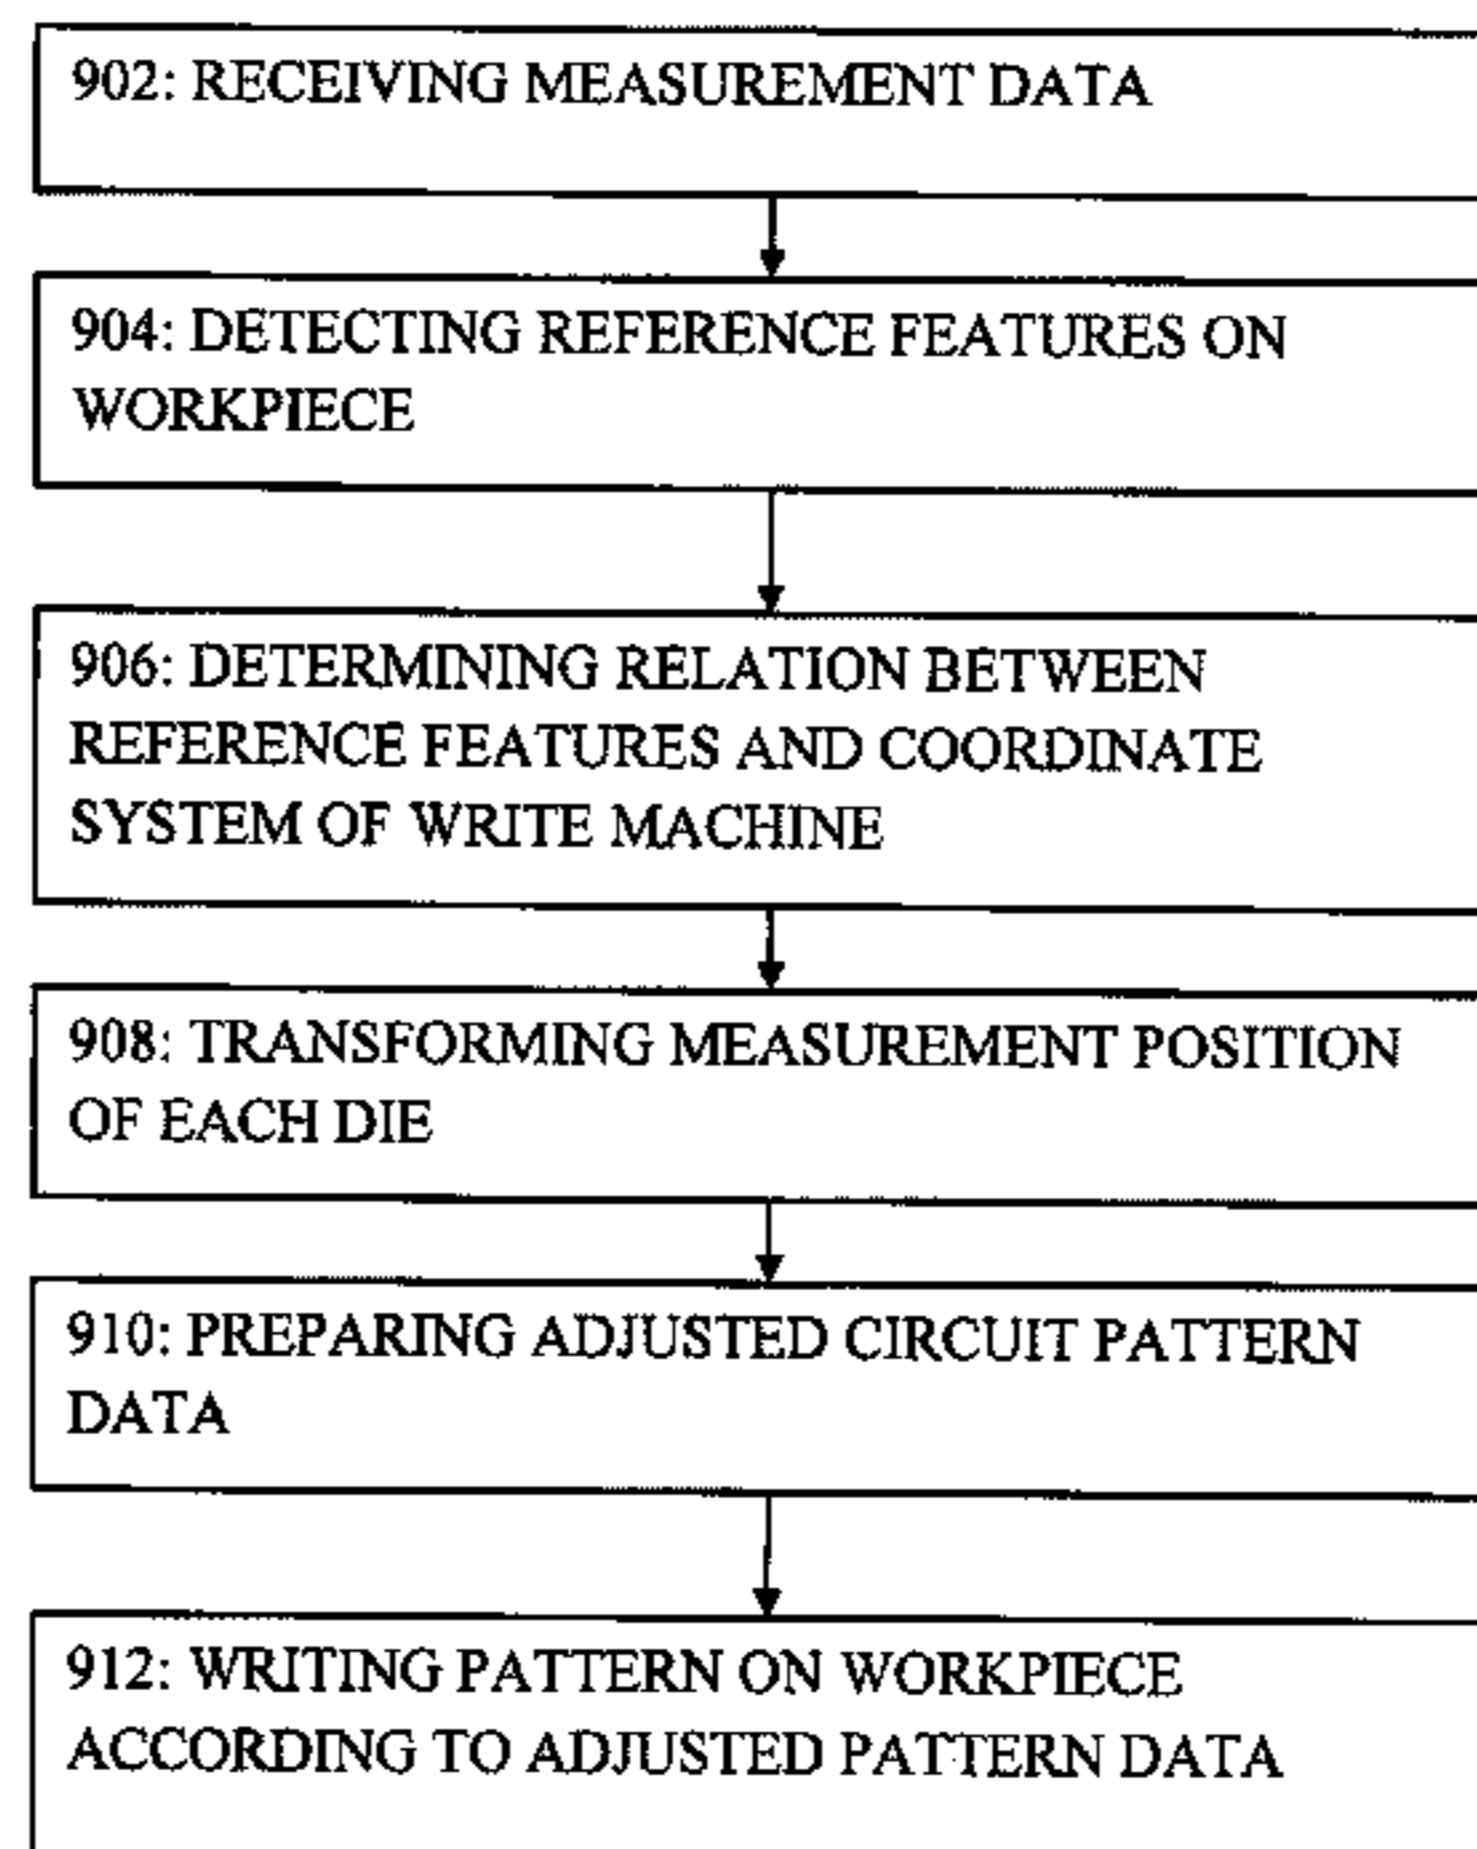 902: RECEIVING MEASUREMENT DATA
904: DETECTING REFERENCE FEATURES ON
WORKPIECE
906: DETERMINING RELATION BETWEEN
REFERENCE FEATURES AND COORDINATE
SYSTEM OF WRITE MACHINE
908: TRANSFORMING MEASUREMENT POSITION
OF EACH DIE
910: PREPARING ADJUSTED CIRCUIT PATTERN
DATA
912: WRITING PATTERN ON WORKPIECE
ACCORDING TO ADJUSTED PATTERN DATA